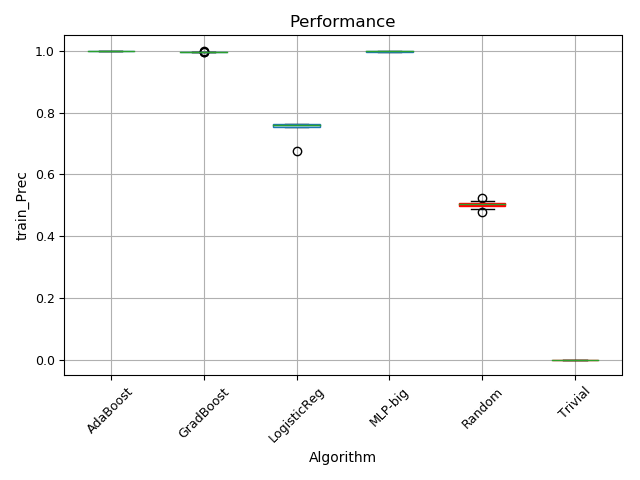 Performance
1.0
0.8
0.6
0.4
0.2
0.0
train_Prec
AdaBoost
GradBoost
LogisticReg
MLP-big
Random
Trivial
Algorithm